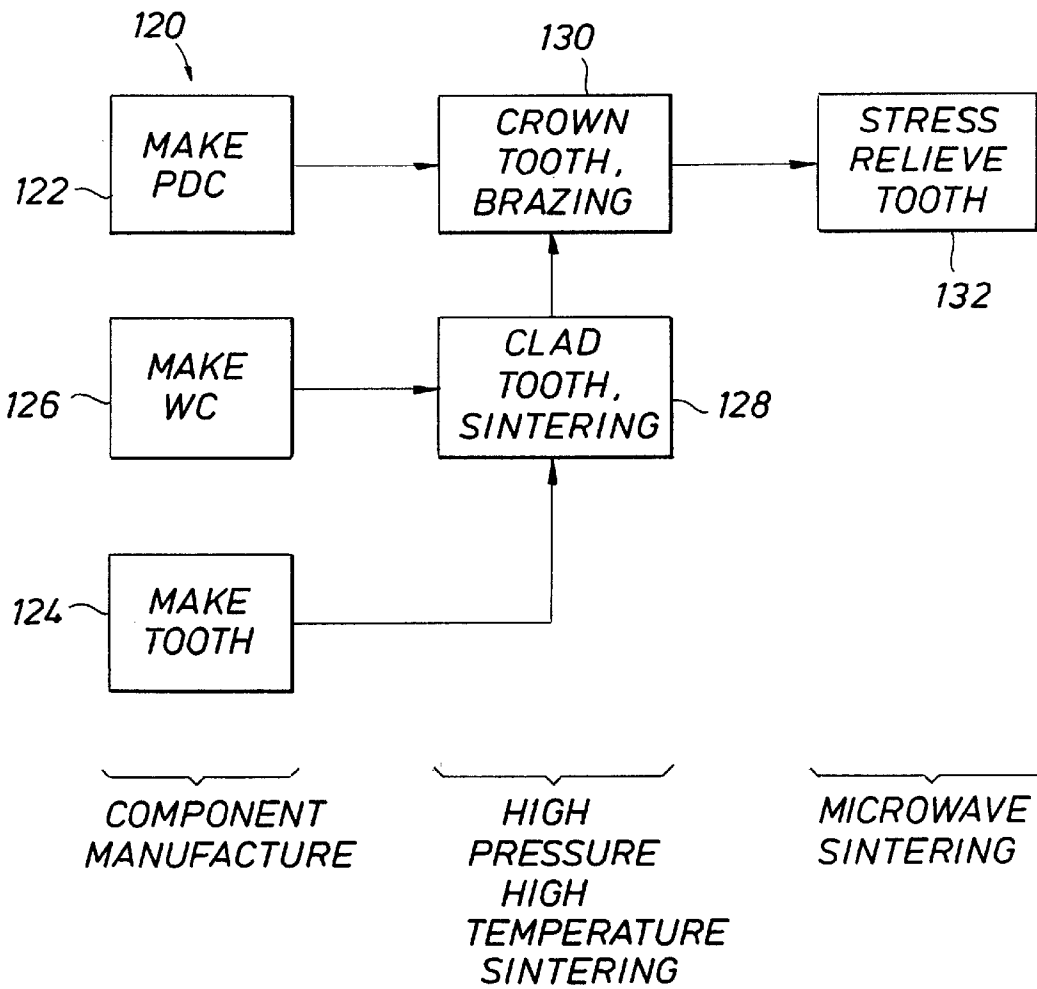 120
130
MAKE
PDC
122
CROWN
TOOTH,
BRAZING
STRESS
RELIEVE
TOOTH
132
MAKE
WC
126
CLAD
TOOTH,
SINTERING
128
MAKE
TOOTH
124
COMPONENT
MANUFACTURE
HIGH
PRESSURE
HIGH
TEMPERATURE
SINTERING
MICROWAVE
SINTERING